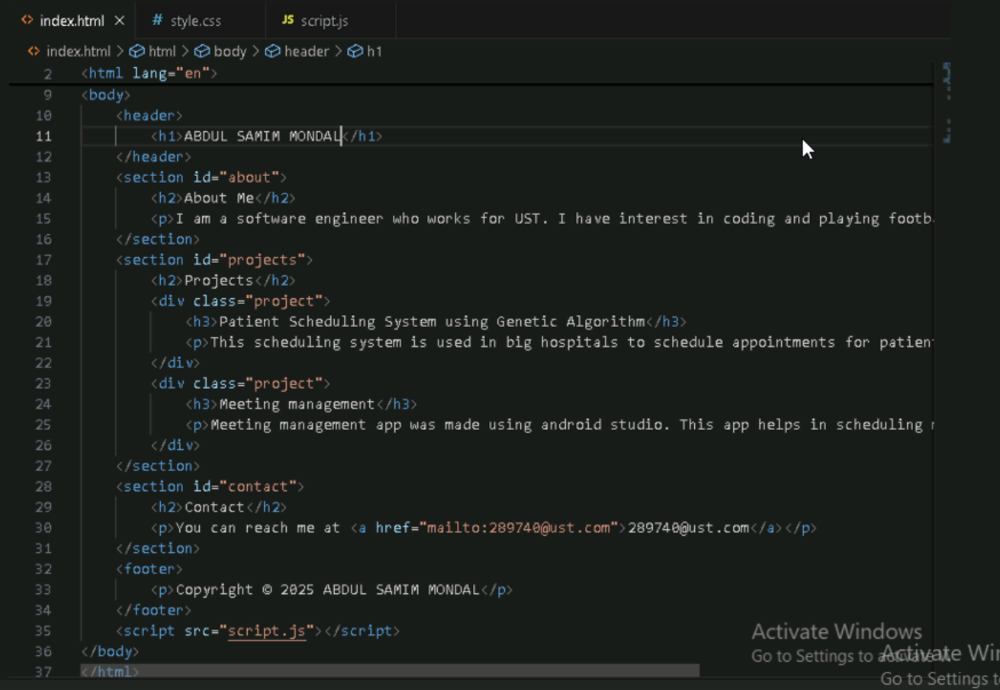 index.html
style.css
JS script.js
index.html > html > body > header > h1
2 <html lang="en">
9 <body>
10 <header>
11 <h1>ABDUL SAMIM MONDAL</h1>
12 </header>
13 <section id="about">
14 <h2>About Me</h2>
15 <p>I am a software engineer who works for UST. I have interest in coding and playing footb
16 </section>
17 <section id="projects">
18 <h2>Projects</h2>
19 <div class="project">
20 <h3>Patient Scheduling System using Genetic Algorithm</h3>
21 <p>This scheduling system is used in big hospitals to schedule appointments for patien
22 </div>
23 <div class="project">
24 <h3>Meeting management</h3>
25 <p>Meeting management app was made using android studio. This app helps in scheduling
26 </div>
27 </section>
28 <section id="contact">
29 <h2>Contact</h2>
30 <p>You can reach me at <a href="mailto:289740@ust.com">289740@ust.com</a></p>
31 </section>
32 <footer>
33 <p>Copyright © 2025 ABDUL SAMIM MONDAL</p>
34 </footer>
35 <script src="script.js"></script>
36 </body>
37 </html>
Activate Windows
Go to Settings to activate W
Activate Wi
Go to Settings t